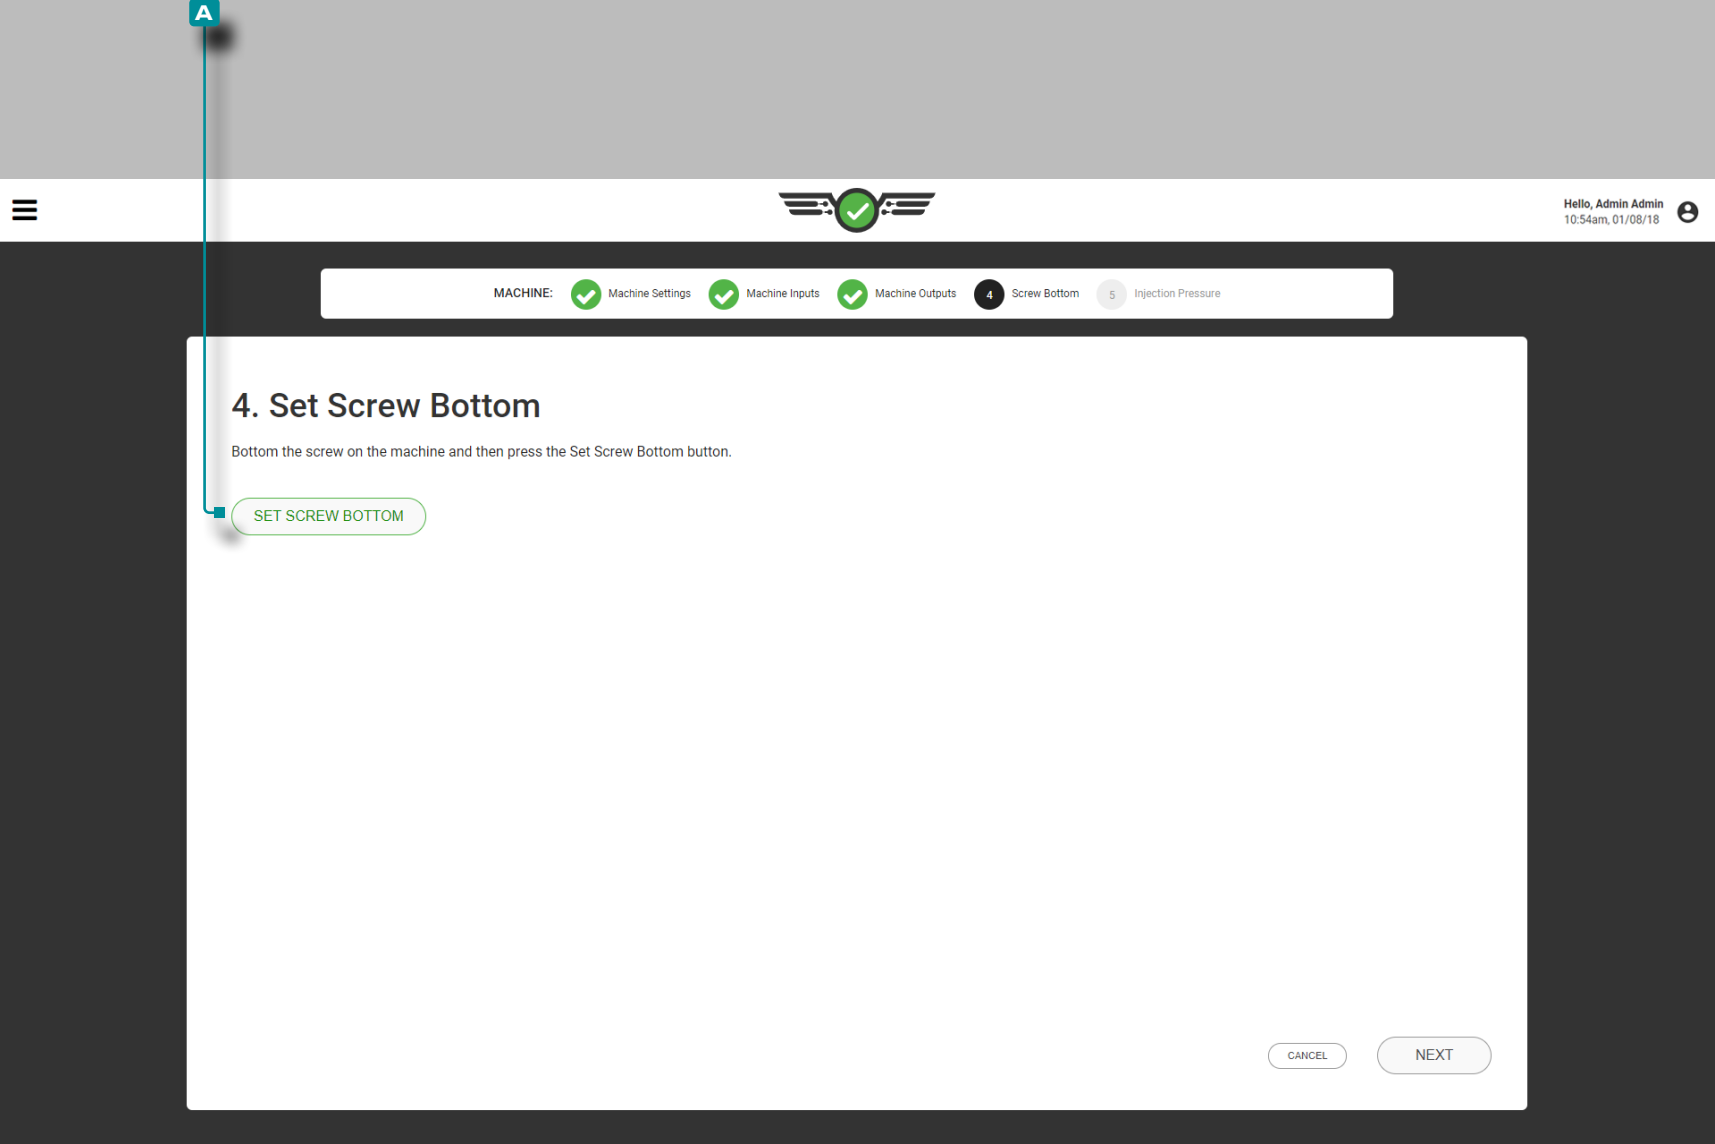 A
Hello, Admin Admin
10:54am, 01/08/18
MACHINE: Machine Settings Machine Inputs Machine Outputs 4 Screw Bottom 5 Injection Pressure
4. Set Screw Bottom
Bottom the screw on the machine and then press the Set Screw Bottom button.
SET SCREW BOTTOM
CANCEL NEXT